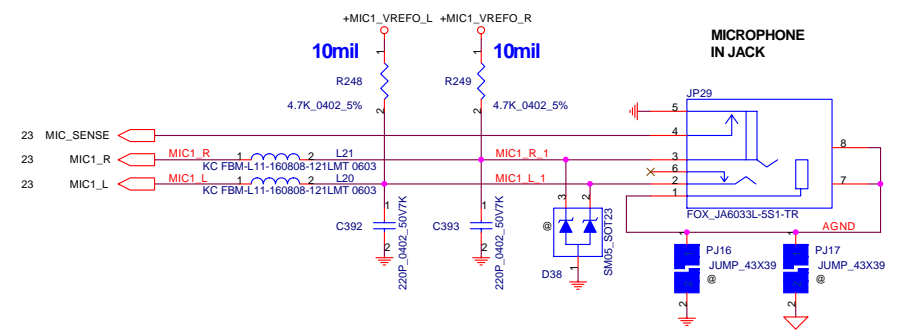 +MIC1_VREFO_L +MIC1_VREFO_R
MICROPHONE
IN JACK
10mil 10mil
1 1
R248 R249
2 2
4.7K_0402_5% 4.7K_0402_5%
JP29
5
23 MIC_SENSE 4
23 MIC1_R MIC1_R 1 2 L21 MIC1_R_1 3 8
KC FBM-L11-160808-121LMT 0603
6
23 MIC1_L MIC1_L 1 2 L20 MIC1_L_1 2 7
KC FBM-L11-160808-121LMT 0603
1
FOX_JA6033L-5S1-TR
1 1 3 2
C392 C393 @
2 2
220P_0402_50V7K 220P_0402_50V7K
SM05_SOT23
D38 1
AGND
1 1
PJ16 PJ17
JUMP_43X39 JUMP_43X39
@ @
2 2
2 2